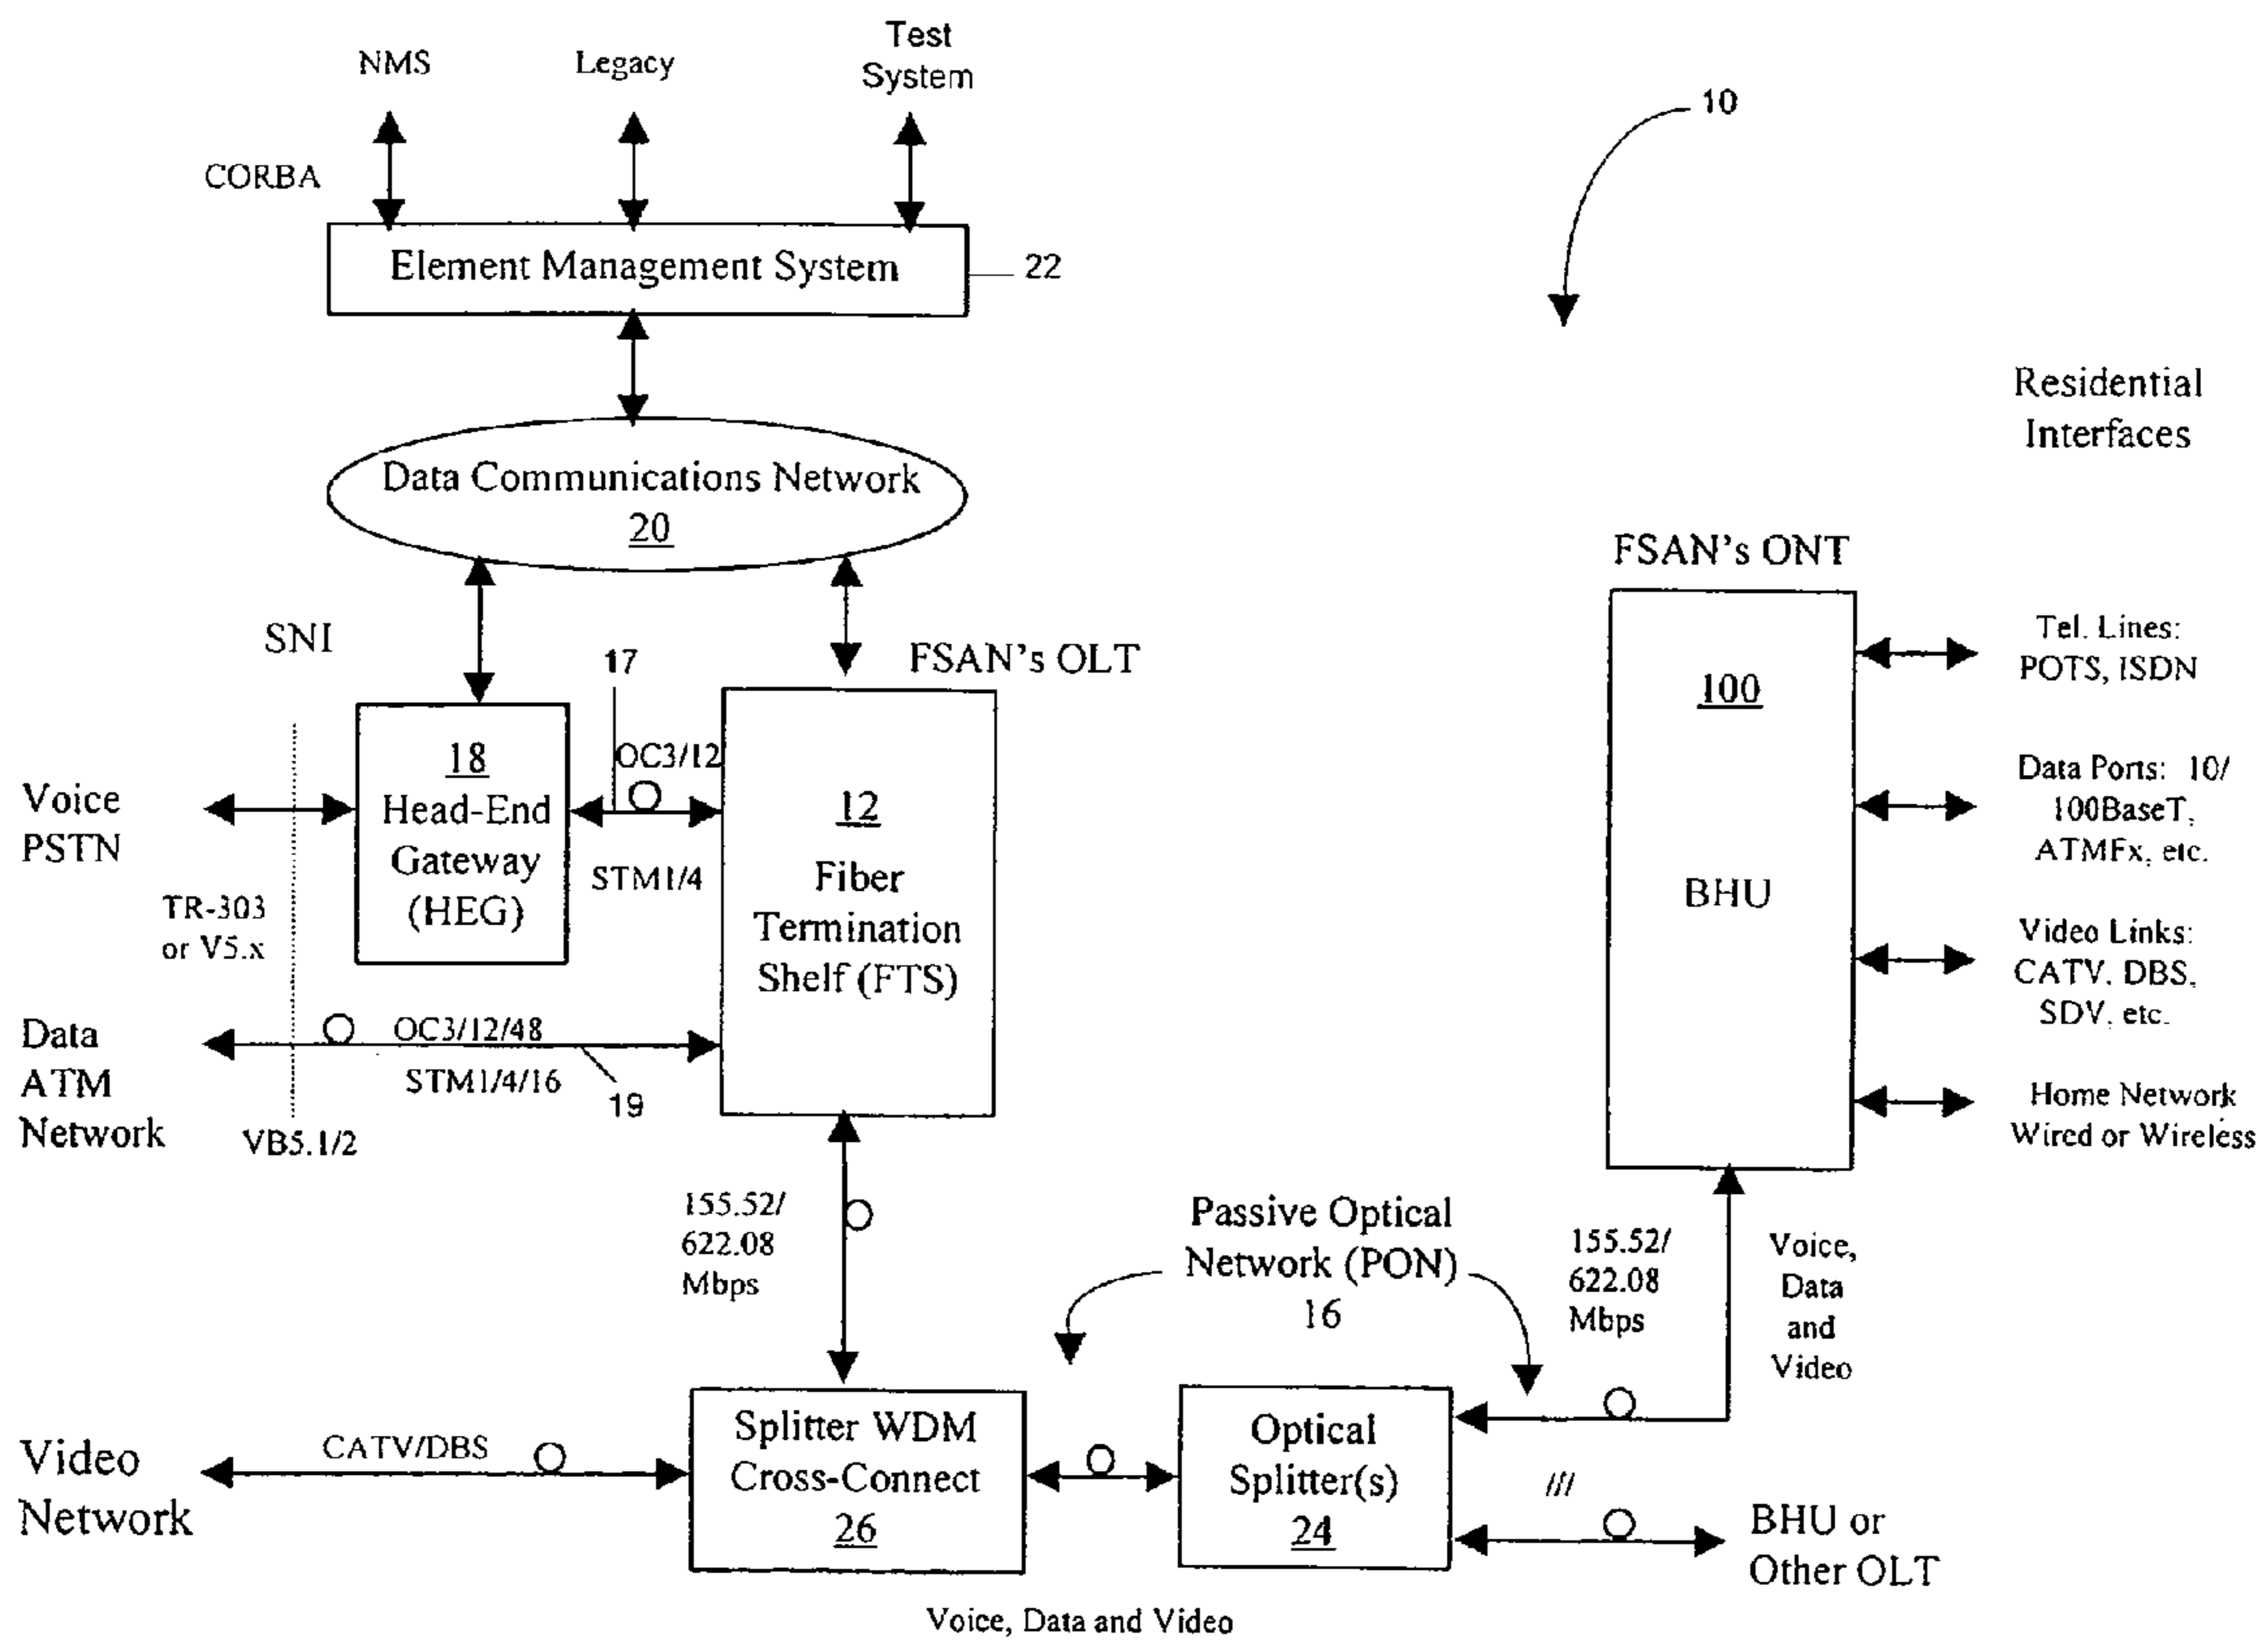 NMS
Legacy
Test
System
10
CORBA
Element Management System
22
Residential
Interfaces
Data Communications Network
20
FSAN's ONT
SNI
17
FSAN's OLT
Tel. Lines:
POTS, ISDN
100
BHU
18
Head-End
Gateway
(HEG)
OC3/12
STM1/4
12
Fiber
Termination
Shelf (FTS)
Data Ports: 10/
100BaseT,
ATMFx, etc.
Voice
PSTN
TR-303
or V5.x
Video Links:
CATV, DBS,
SDV, etc.
Data
ATM
Network
OC3/12/48
STM1/4/16
19
VB5.1/2
Home Network
Wired or Wireless
155.52/
622.08
Mbps
Passive Optical
Network (PON)
16
155.52/
622.08
Mbps
Voice,
Data
and
Video
Video
Network
CATV/DBS
Splitter WDM
Cross-Connect
26
Optical
Splitter(s)
24
BHU or
Other OLT
Voice, Data and Video